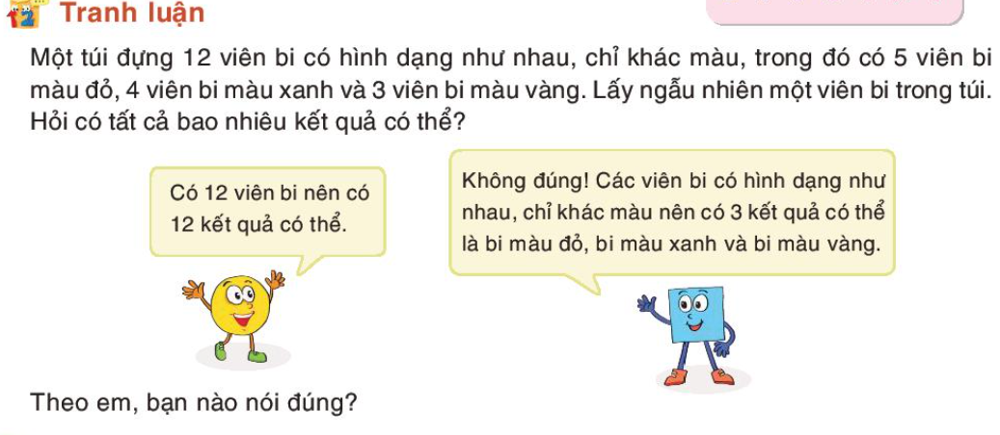 Tranh luận
Một túi đựng 12 viên bi có hình dạng như nhau, chỉ khác màu, trong đó có 5 viên bi
màu đỏ, 4 viên bi màu xanh và 3 viên bi màu vàng. Lấy ngẫu nhiên một viên bi trong túi.
Hỏi có tất cả bao nhiêu kết quả có thể?
Có 12 viên bi nên có
12 kết quả có thể.
Không đúng! Các viên bi có hình dạng như
nhau, chỉ khác màu nên có 3 kết quả có thể
là bi màu đỏ, bi màu xanh và bi màu vàng.
Theo em, bạn nào nói đúng?